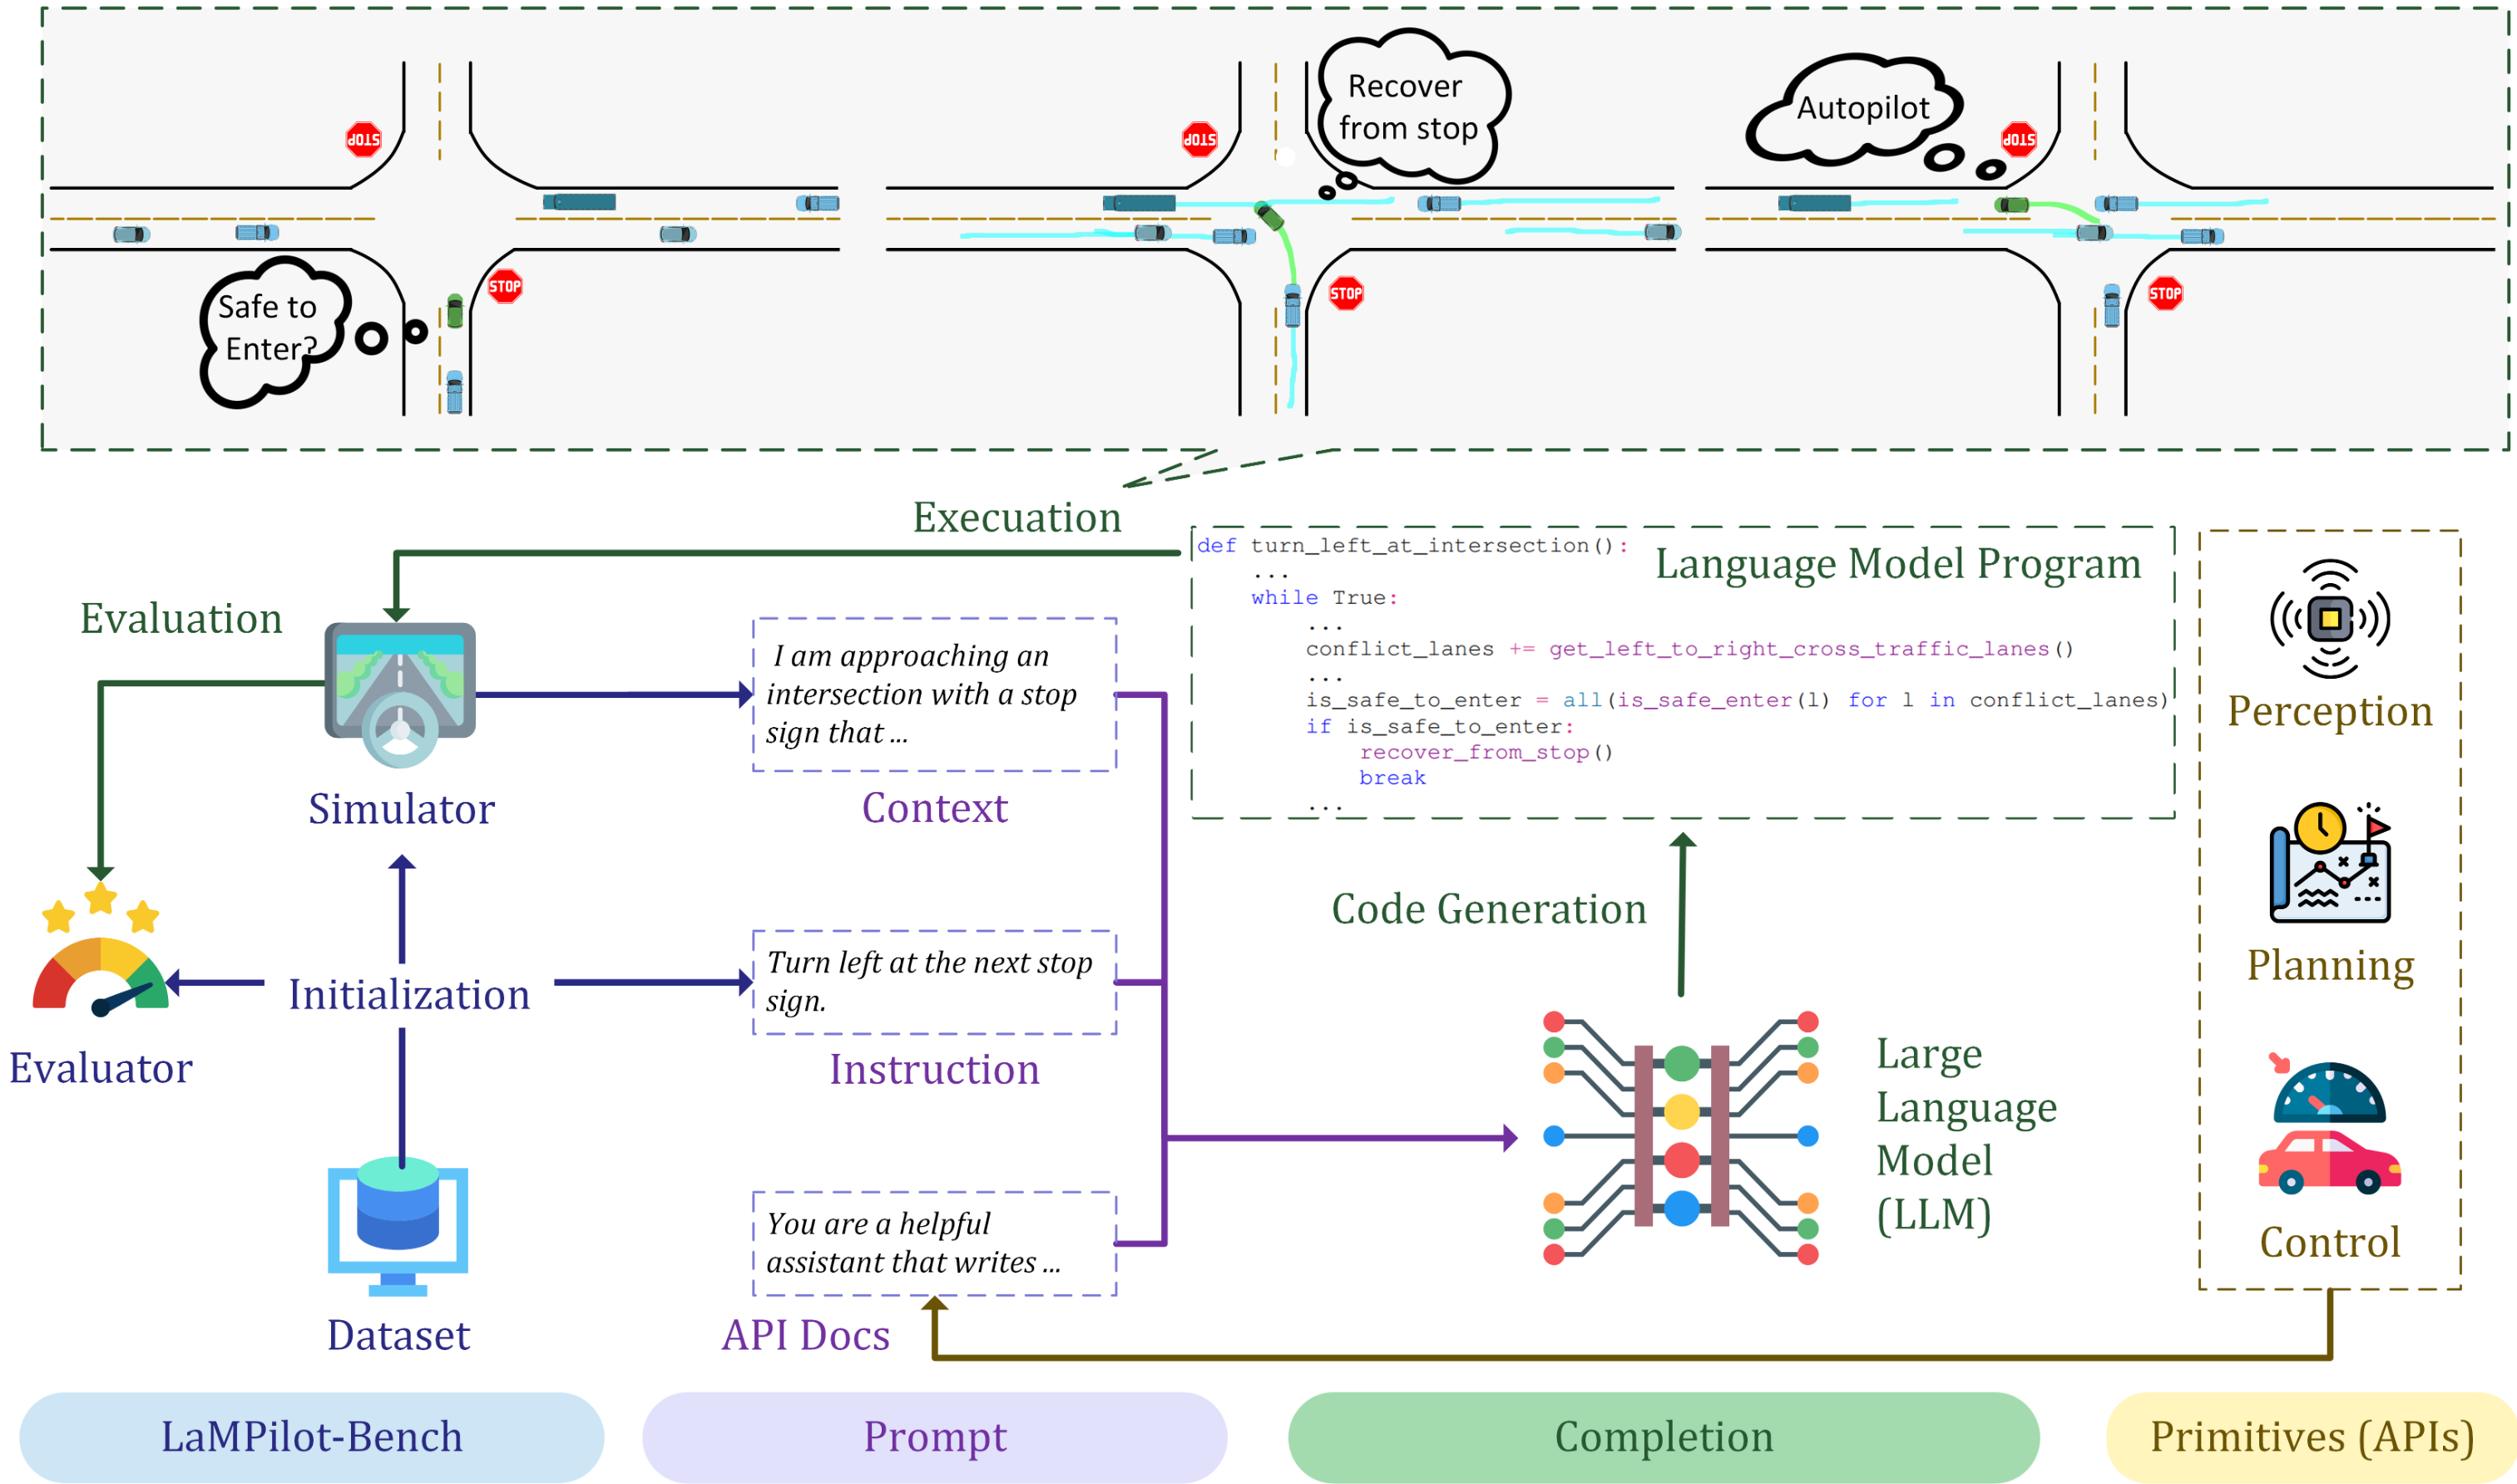 Recover
from stop
Autopilot
STOP
STOP
STOP
Safe to
Enter?
STOP
STOP
STOP
Execuation
def turn_left_at_intersection():
...
while True:
...
conflict_lanes += get_left_to_right_cross_traffic_lanes()
...
is_safe_to_enter = all(is_safe_enter(l) for l in conflict_lanes)
if is_safe_to_enter:
recover_from_stop()
break
...
Language Model Program
Evaluation
I am approaching an
intersection with a stop
sign that ...
Perception
Simulator
Context
Code Generation
Planning
Initialization
Turn left at the next stop
sign.
Evaluator
Instruction
Large
Language
Model
(LLM)
You are a helpful
assistant that writes ...
Control
Dataset
API Docs
LaMPilot-Bench
Prompt
Completion
Primitives (APIs)